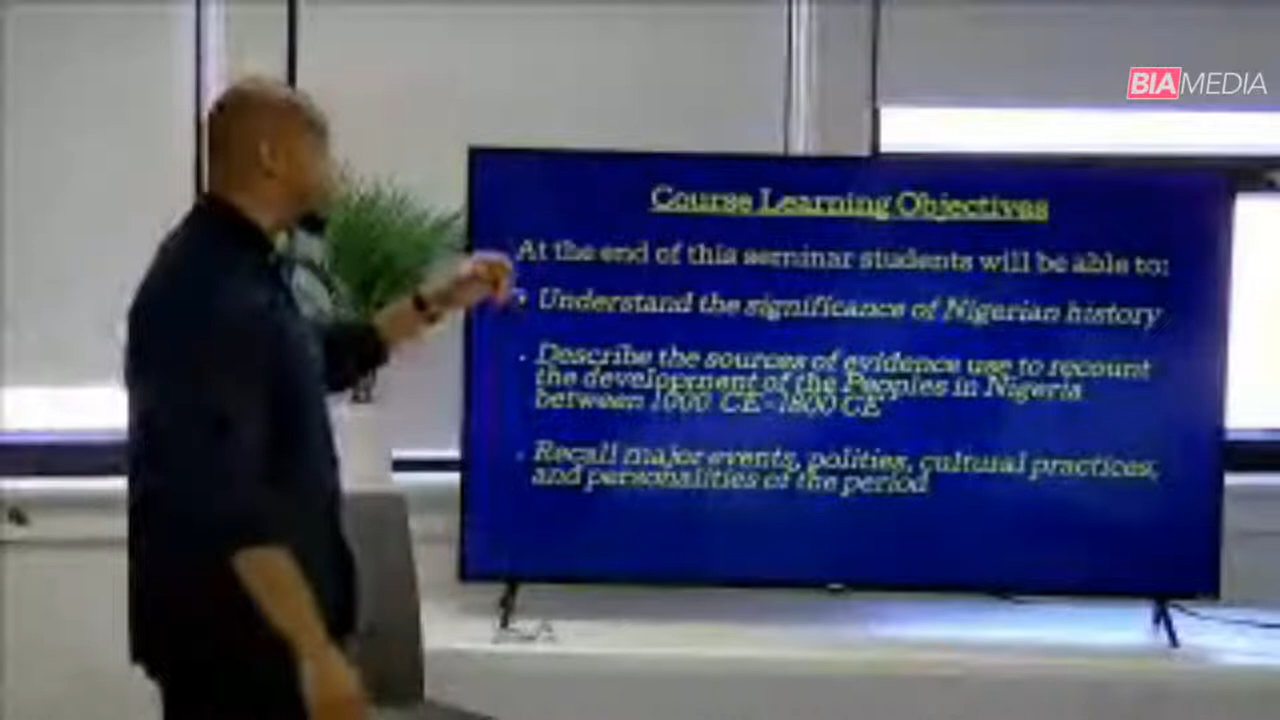 BIAMEDIA
Course Learning Objectives
At the end of this seminar students will be able to:
• Understand the significance of Nigerian history
• Describe the sources of evidence use to recount
the development of the Peoples in Nigeria
between 1000 CE-1800 CE
• Recall major events, polities, cultural practices,
and personalities of the period